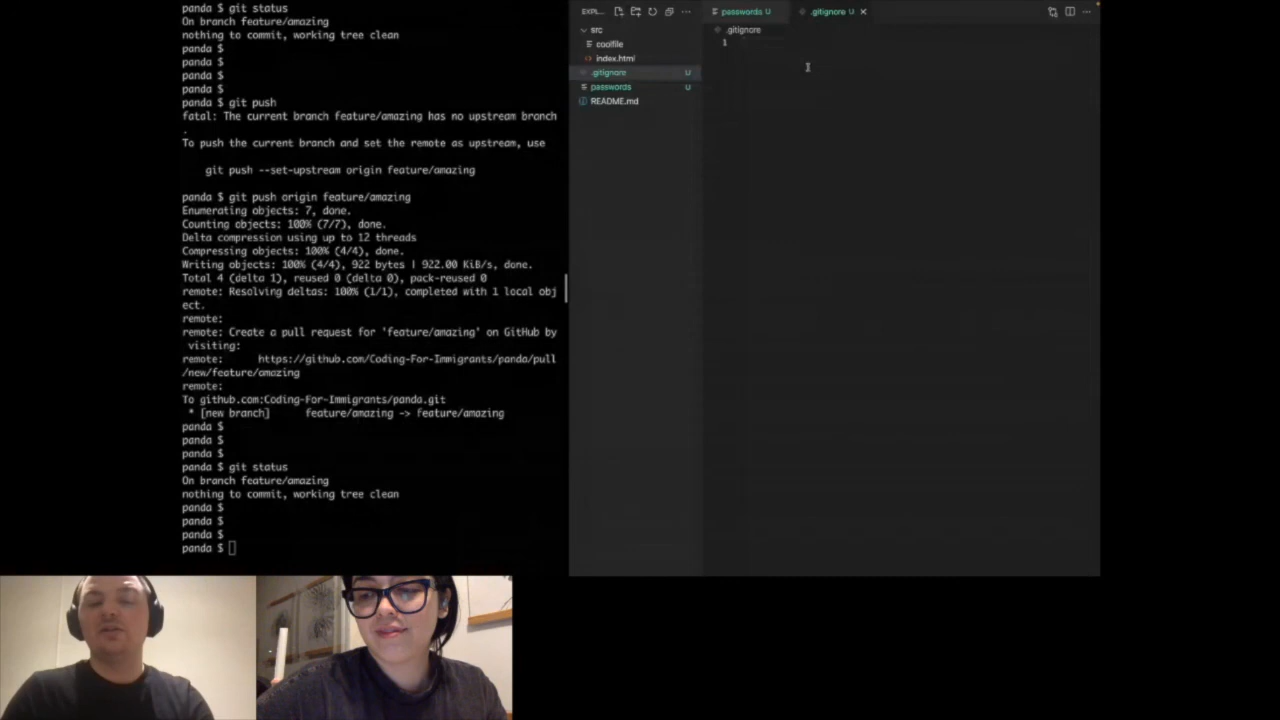 panda $ git status
On branch feature/amazing
nothing to commit, working tree clean
panda $
panda $
panda $
panda $
panda $ git push
fatal: The current branch feature/amazing has no upstream branch
.
To push the current branch and set the remote as upstream, use
git push --set-upstream origin feature/amazing
panda $ git push origin feature/amazing
Enumerating objects: 7, done.
Counting objects: 100% (7/7), done.
Delta compression using up to 12 threads
Compressing objects: 100% (4/4), done.
Writing objects: 100% (4/4), 922 bytes | 922.00 KiB/s, done.
Total 4 (delta 1), reused 0 (delta 0), pack-reused 0
remote: Resolving deltas: 100% (1/1), completed with 1 local obj
ect.
remote:
remote: Create a pull request for 'feature/amazing' on GitHub by
visiting:
remote: https://github.com/Coding-For-Immigrants/panda/pull
/new/feature/amazing
remote:
To github.com:Coding-For-Immigrants/panda.git
* [new branch] feature/amazing -> feature/amazing
panda $
panda $
panda $
panda $ git status
On branch feature/amazing
nothing to commit, working tree clean
panda $
panda $
panda $
panda $
EXPL...
src
coolfile
index.html
.gitignore U
passwords U
README.md
passwords U
.gitignore U
.gitignore
1